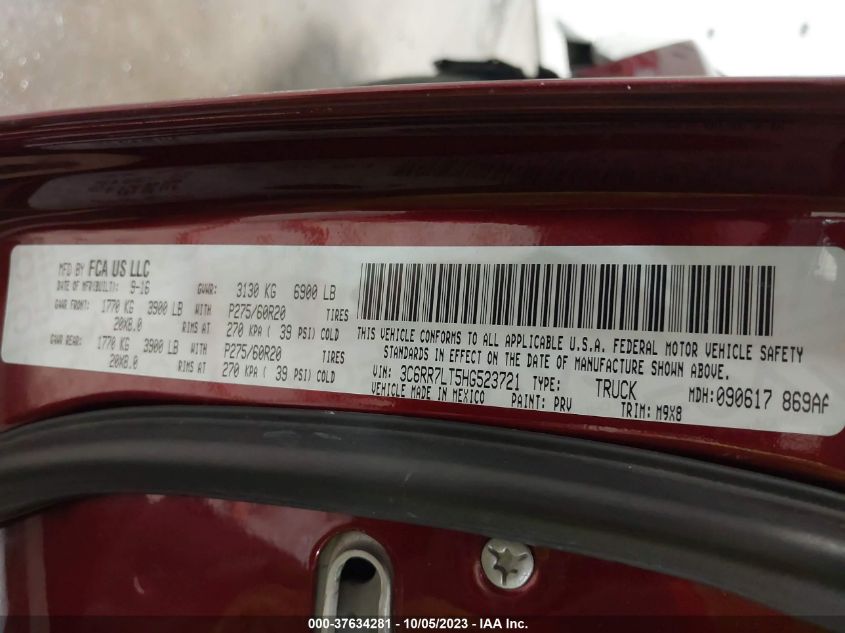 MFD BY FCA US LLC
DATE OF MFR(BUILT): 9-16 GVWR: 3130 KG 6900 LB
GAWR FRONT: 1770 KG 3900 LB WITH P275/60R20 TIRES
20X8.0 RIMS AT 270 KPA ( 39 PSI) COLD
GAWR REAR: 1770 KG 3900 LB WITH P275/60R20 TIRES
20X8.0 RIMS AT 270 KPA ( 39 PSI) COLD
THIS VEHICLE CONFORMS TO ALL APPLICABLE U.S.A. FEDERAL MOTOR VEHICLE SAFETY
STANDARDS IN EFFECT ON THE DATE OF MANUFACTURE SHOWN ABOVE.
VIN: 3C6RR7LT5HG523721 TYPE: TRUCK MDH:090617 869AA
VEHICLE MADE IN MEXICO PAINT: PRV TRIM: M9X8
000-37634281 - 10/05/2023 - IAA Inc.